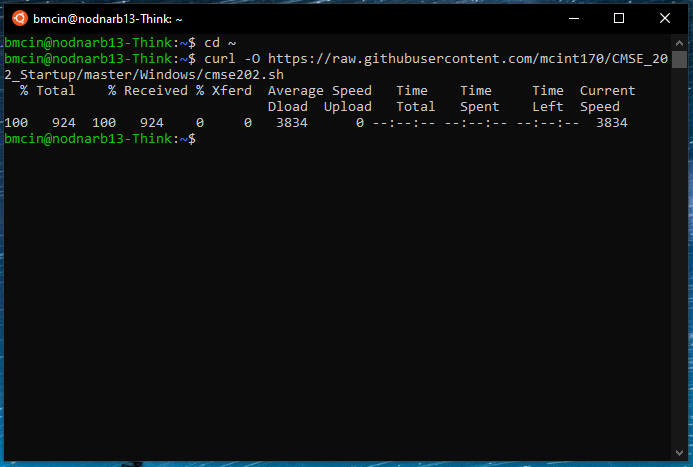 bmcin@nodnarb13-Think: ~
bmcin@nodnarb13-Think:~$ cd ~
bmcin@nodnarb13-Think:~$ curl -O https://raw.githubusercontent.com/mcint170/CMSE_20
2_Startup/master/Windows/cmse202.sh
  % Total    % Received % Xferd  Average Speed   Time    Time     Time  Current
                                 Dload  Upload   Total   Spent    Left  Speed
100   924  100   924    0     0   3834      0 --:--:-- --:--:-- --:--:--  3834
bmcin@nodnarb13-Think:~$